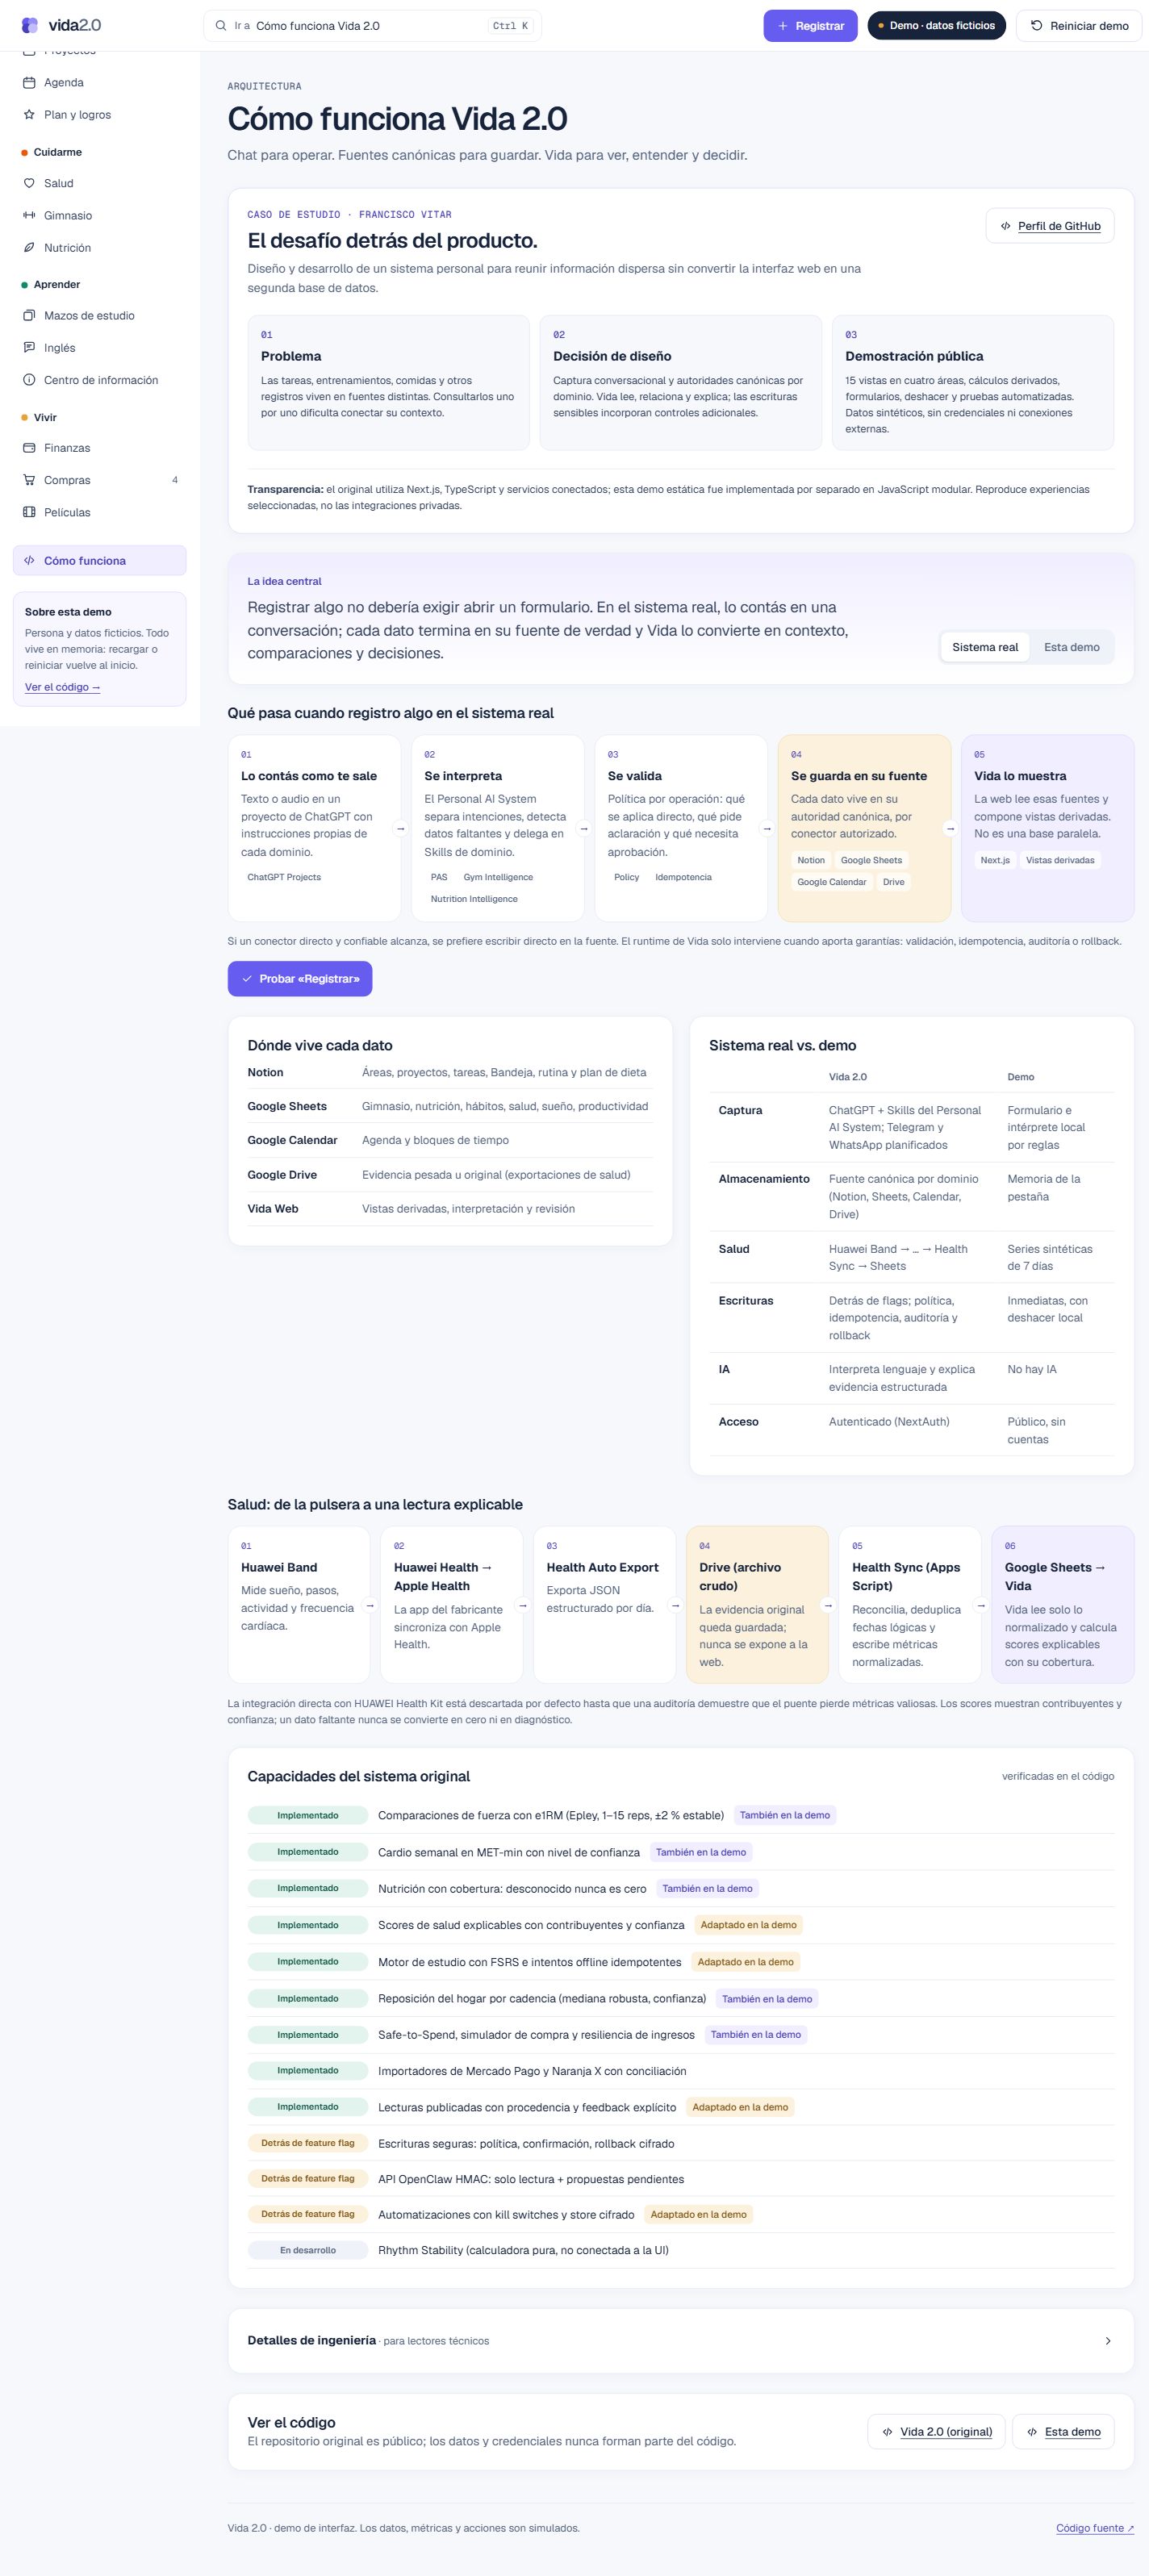 vida2.0
Ir a Cómo funciona Vida 2.0
Ctrl K
Registrar
Demo · datos ficticios
Reiniciar demo
Proyectos
Agenda
Plan y logros
Cuidarme
Salud
Gimnasio
Nutrición
Aprender
Mazos de estudio
Inglés
Centro de información
Vivir
Finanzas
Compras 4
Películas
Cómo funciona
Sobre esta demo
Persona y datos ficticios. Todo
vive en memoria: recargar o
reiniciar vuelve al inicio.
Ver el código →
ARQUITECTURA
Cómo funciona Vida 2.0
Chat para operar. Fuentes canónicas para guardar. Vida para ver, entender y decidir.
CASO DE ESTUDIO · FRANCISCO VITAR
El desafío detrás del producto.
Diseño y desarrollo de un sistema personal para reunir información dispersa sin convertir la interfaz web en una
segunda base de datos.
Perfil de GitHub
01
Problema
Las tareas, entrenamientos, comidas y otros
registros viven en fuentes distintas. Consultarlos uno
por uno dificulta conectar su contexto.
02
Decisión de diseño
Captura conversacional y autoridades canónicas por
dominio. Vida lee, relaciona y explica; las escrituras
sensibles incorporan controles adicionales.
03
Demostración pública
15 vistas en cuatro áreas, cálculos derivados,
formularios, deshacer y pruebas automatizadas.
Datos sintéticos, sin credenciales ni conexiones
externas.
Transparencia: el original utiliza Next.js, TypeScript y servicios conectados; esta demo estática fue implementada por separado en JavaScript modular. Reproduce experiencias
seleccionadas, no las integraciones privadas.
La idea central
Registrar algo no debería exigir abrir un formulario. En el sistema real, lo contás en una
conversación; cada dato termina en su fuente de verdad y Vida lo convierte en contexto,
comparaciones y decisiones.
Sistema real
Esta demo
Qué pasa cuando registro algo en el sistema real
01
Lo contás como te sale
Texto o audio en un
proyecto de ChatGPT con
instrucciones propias de
cada dominio.
ChatGPT Projects
→
02
Se interpreta
El Personal AI System
separa intenciones, detecta
datos faltantes y delega en
Skills de dominio.
PAS Gym Intelligence
Nutrition Intelligence
→
03
Se valida
Política por operación: qué
se aplica directo, qué pide
aclaración y qué necesita
aprobación.
Policy Idempotencia
→
04
Se guarda en su fuente
Cada dato vive en su
autoridad canónica, por
conector autorizado.
Notion Google Sheets
Google Calendar Drive
→
05
Vida lo muestra
La web lee esas fuentes y
compone vistas derivadas.
No es una base paralela.
Next.js Vistas derivadas
Si un conector directo y confiable alcanza, se prefiere escribir directo en la fuente. El runtime de Vida solo interviene cuando aporta garantías: validación, idempotencia, auditoría o rollback.
Probar «Registrar»
Dónde vive cada dato
Notion Áreas, proyectos, tareas, Bandeja, rutina y plan de dieta
Google Sheets Gimnasio, nutrición, hábitos, salud, sueño, productividad
Google Calendar Agenda y bloques de tiempo
Google Drive Evidencia pesada u original (exportaciones de salud)
Vida Web Vistas derivadas, interpretación y revisión
Sistema real vs. demo
Vida 2.0 Demo
Captura ChatGPT + Skills del Personal Formulario e
AI System; Telegram y intérprete local
WhatsApp planificados por reglas
Almacenamiento Fuente canónica por dominio Memoria de la
(Notion, Sheets, Calendar, pestaña
Drive)
Salud Huawei Band → … → Health Series sintéticas
Sync → Sheets de 7 días
Escrituras Detrás de flags; política, Inmediatas, con
idempotencia, auditoría y deshacer local
rollback
IA Interpreta lenguaje y explica No hay IA
evidencia estructurada
Acceso Autenticado (NextAuth) Público, sin
cuentas
Salud: de la pulsera a una lectura explicable
01
Huawei Band
Mide sueño, pasos,
actividad y frecuencia
cardíaca.
→
02
Huawei Health →
Apple Health
La app del fabricante
sincroniza con Apple
Health.
→
03
Health Auto Export
Exporta JSON
estructurado por día.
→
04
Drive (archivo
crudo)
La evidencia original
queda guardada;
nunca se expone a la
web.
→
05
Health Sync (Apps
Script)
Reconcilia, deduplica
fechas lógicas y
escribe métricas
normalizadas.
→
06
Google Sheets →
Vida
Vida lee solo lo
normalizado y calcula
scores explicables
con su cobertura.
La integración directa con HUAWEI Health Kit está descartada por defecto hasta que una auditoría demuestre que el puente pierde métricas valiosas. Los scores muestran contribuyentes y
confianza; un dato faltante nunca se convierte en cero ni en diagnóstico.
Capacidades del sistema original
verificadas en el código
Implementado Comparaciones de fuerza con e1RM (Epley, 1–15 reps, ±2 % estable) También en la demo
Implementado Cardio semanal en MET-min con nivel de confianza También en la demo
Implementado Nutrición con cobertura: desconocido nunca es cero También en la demo
Implementado Scores de salud explicables con contribuyentes y confianza Adaptado en la demo
Implementado Motor de estudio con FSRS e intentos offline idempotentes Adaptado en la demo
Implementado Reposición del hogar por cadencia (mediana robusta, confianza) También en la demo
Implementado Safe-to-Spend, simulador de compra y resiliencia de ingresos También en la demo
Implementado Importadores de Mercado Pago y Naranja X con conciliación
Implementado Lecturas publicadas con procedencia y feedback explícito Adaptado en la demo
Detrás de feature flag Escrituras seguras: política, confirmación, rollback cifrado
Detrás de feature flag API OpenClaw HMAC: solo lectura + propuestas pendientes
Detrás de feature flag Automatizaciones con kill switches y store cifrado Adaptado en la demo
En desarrollo Rhythm Stability (calculadora pura, no conectada a la UI)
Detalles de ingeniería · para lectores técnicos
Ver el código
El repositorio original es público; los datos y credenciales nunca forman parte del código.
Vida 2.0 (original)
Esta demo
Vida 2.0 · demo de interfaz. Los datos, métricas y acciones son simulados.
Código fuente ↗